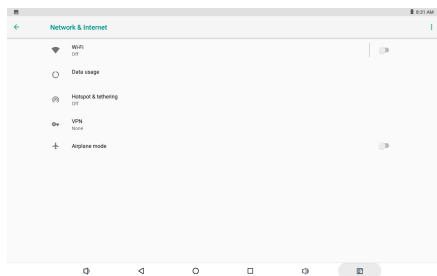 8:31 AM
Network & Internet
Wi-Fi
Off
Data usage
Hotspot & tethering
Off
VPN
None
Airplane mode